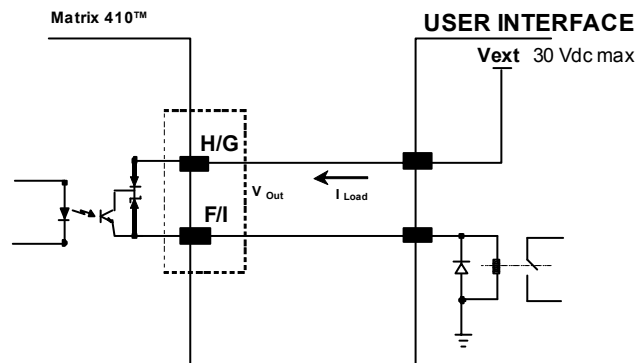 Matrix 410™
USER INTERFACE
Vext 30 Vdc max
H/G
V Out
I Load
F/I